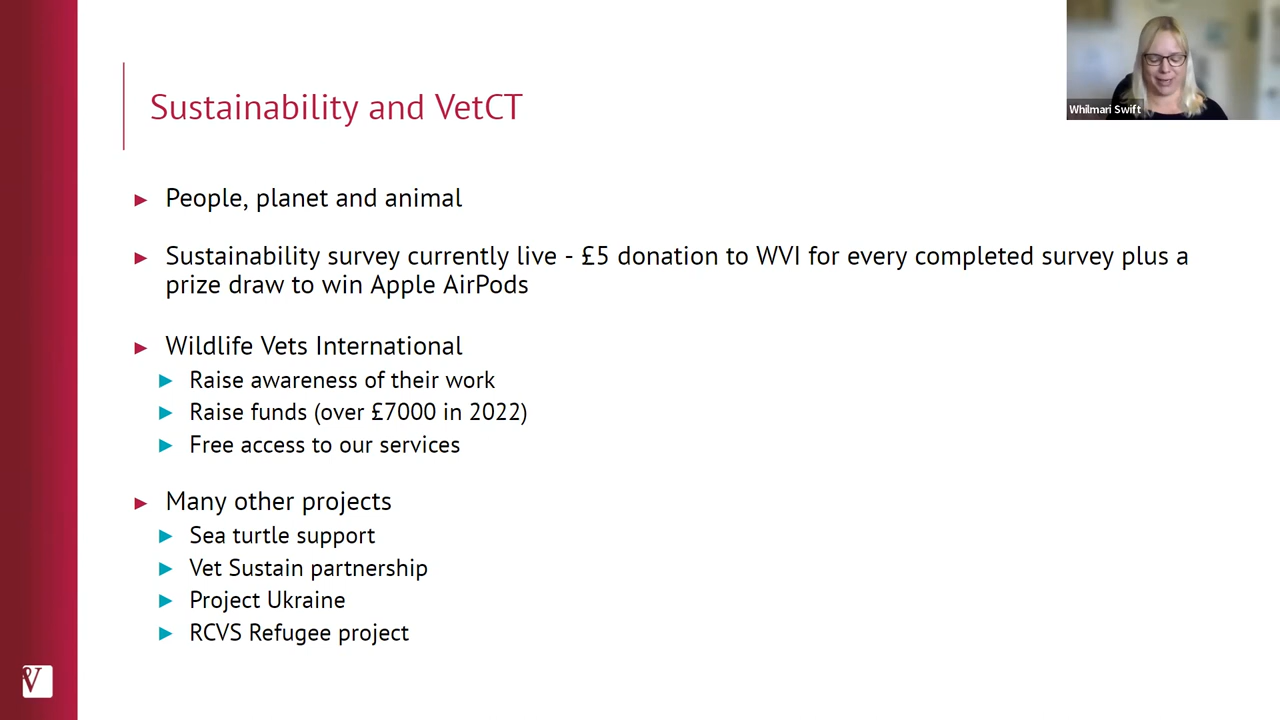 Sustainability and VetCT
Whilmari Swift
► People, planet and animal
► Sustainability survey currently live - £5 donation to WVI for every completed survey plus a
prize draw to win Apple AirPods
► Wildlife Vets International
► Raise awareness of their work
► Raise funds (over £7000 in 2022)
► Free access to our services
► Many other projects
► Sea turtle support
► Vet Sustain partnership
► Project Ukraine
► RCVS Refugee project